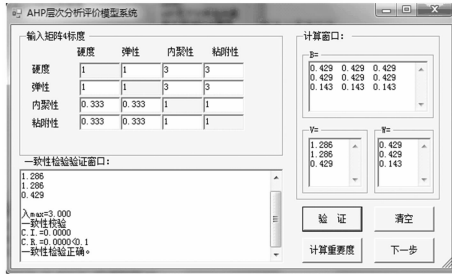 AHP层次分析评价模型系统
输入矩阵4标度
硬度 弹性 内聚性 粘附性
硬度 1 1 3 3
弹性 1 1 3 3
内聚性 0.333 0.333 1 1
粘附性 0.333 0.333 1 1
一致性检验验证窗口：
1.286
1.286
0.429
入max=3.000
一致性校验
C.I.=0.0000
C.R.=0.0000<0.1
一致性检验正确。
计算窗口：
B=
0.429 0.429 0.429
0.429 0.429 0.429
0.143 0.143 0.143
V=
1.286
1.286
0.429
W=
0.429
0.429
0.143
验 证
清空
计算重要度
下一步